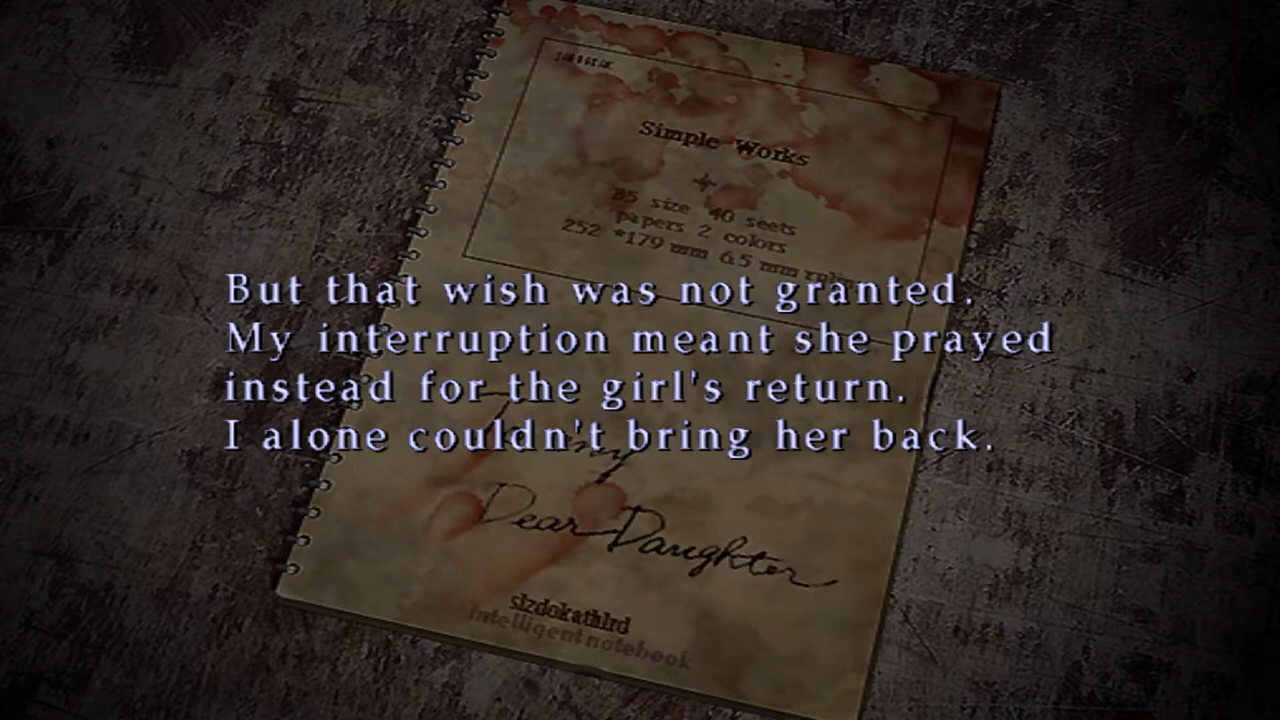 Simple Works
B5 size 40 seets
papers 2 colors
252 *179 mm 6.5 mm
But that wish was not granted.
My interruption meant she prayed
instead for the girl's return.
I alone couldn't bring her back.
Dear Daughter
sizdokathird
intelligent notebook